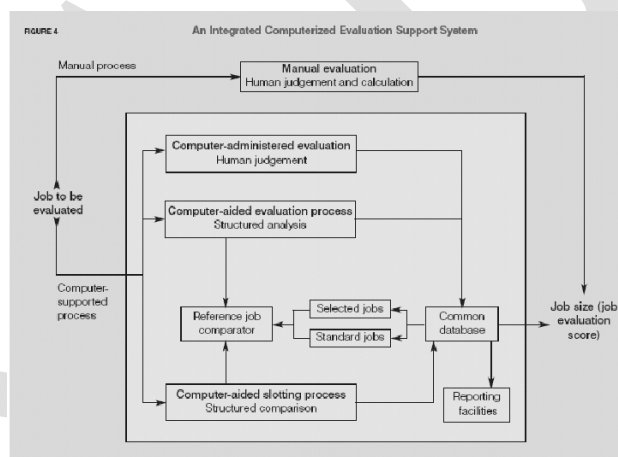 FIGURE 4
An Integrated Computerized Evaluation Support System
Manual process
Manual evaluation
Human judgement and calculation
Computer-administered evaluation
Human judgement
Job to be
evaluated
Computer-aided evaluation process
Structured analysis
Computer-
supported
process
Reference job
comparator
Selected jobs
Standard jobs
Common
database
Job size (job
evaluation
score)
Computer-aided slotting process
Structured comparison
Reporting
facilities